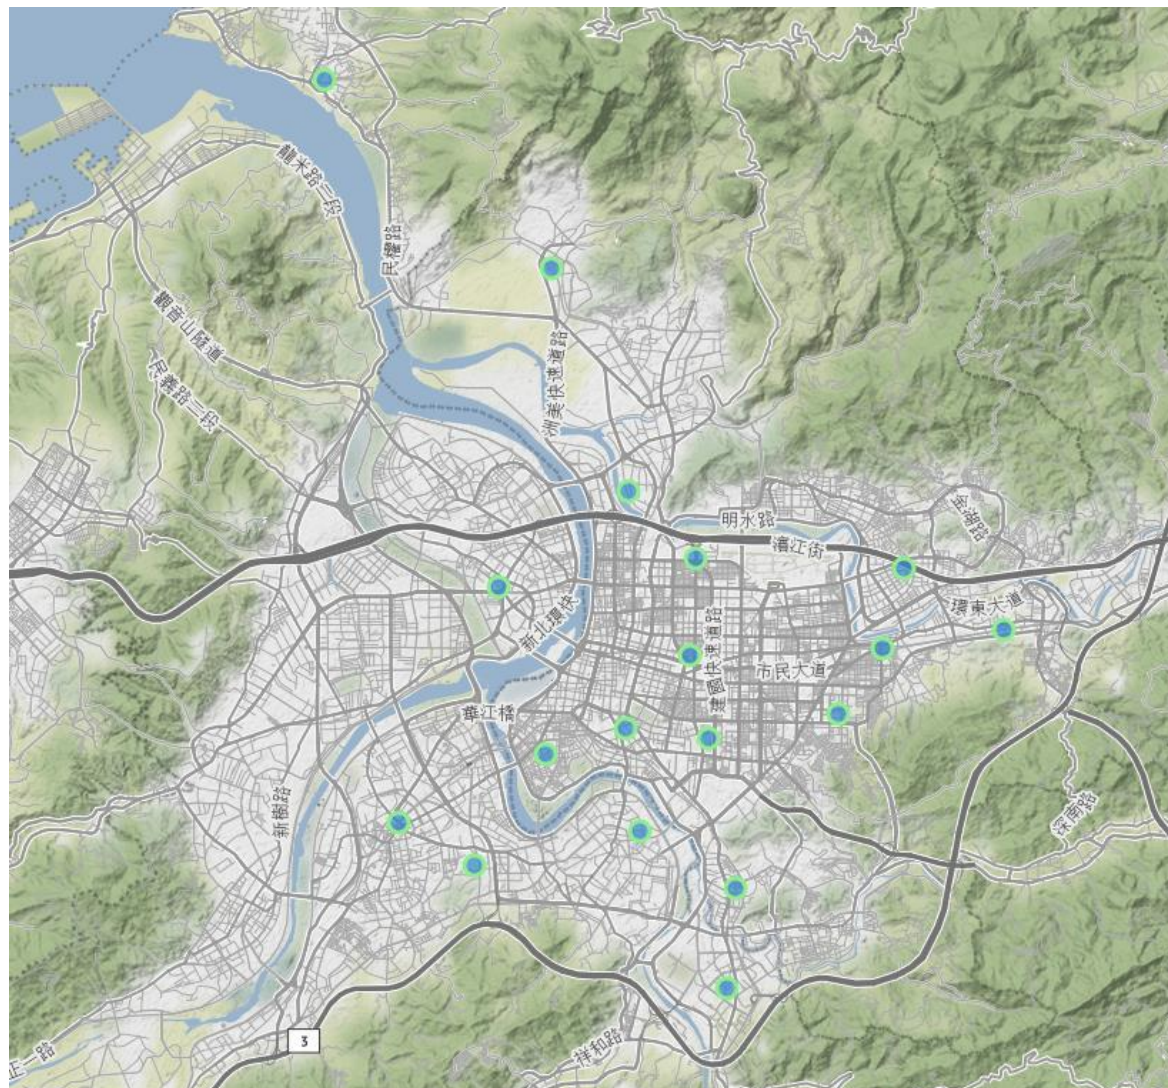 龍米路二段
民權路
觀音山隧道
民義路二段
洲美快速道路
明水路
金湖路
濱江街
環東大道
新北環快
建國快速道路
市民大道
華江橋
新樹路
深南路
3
祥和路
正一路